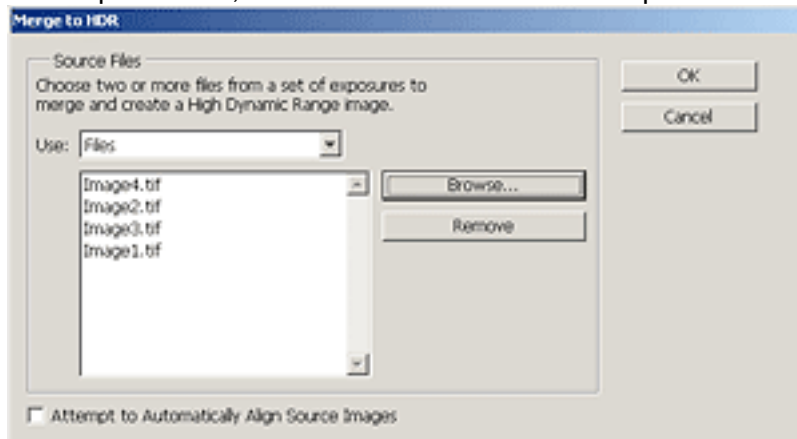 Merge to HDR
Source Files
Choose two or more files from a set of exposures to
merge and create a High Dynamic Range image.
OK
Cancel
Use: Files
Image4.tif
Image2.tif
Image3.tif
Image1.tif
Browse...
Remove
Attempt to Automatically Align Source Images